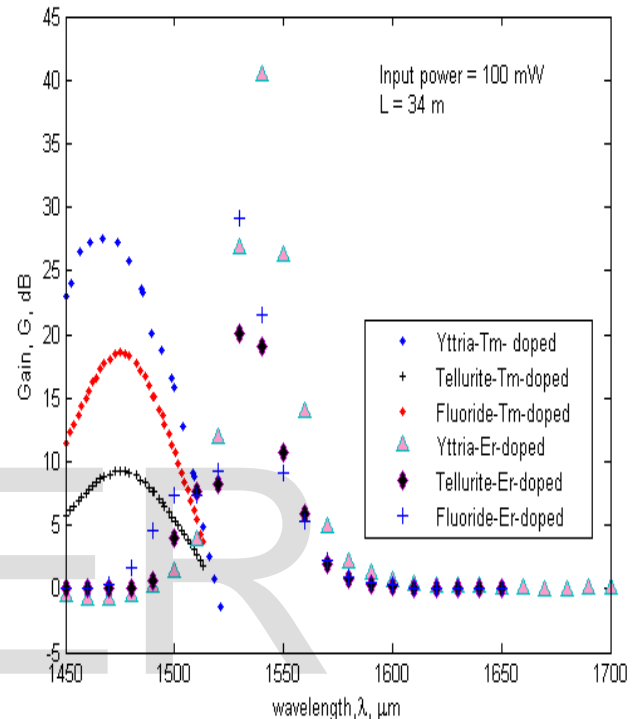 45
40
35
30
25
20
15
10
5
0
-5
Gain, G, dB
Input power = 100 mW
L = 34 m
Yttria-Tm- doped
Tellurite-Tm-doped
Fluoride-Tm-doped
Yttria-Er-doped
Tellurite-Er-doped
Fluoride-Er-doped
ER
1450 1500 1550 1600 1650 1700
wavelength,λ, μm